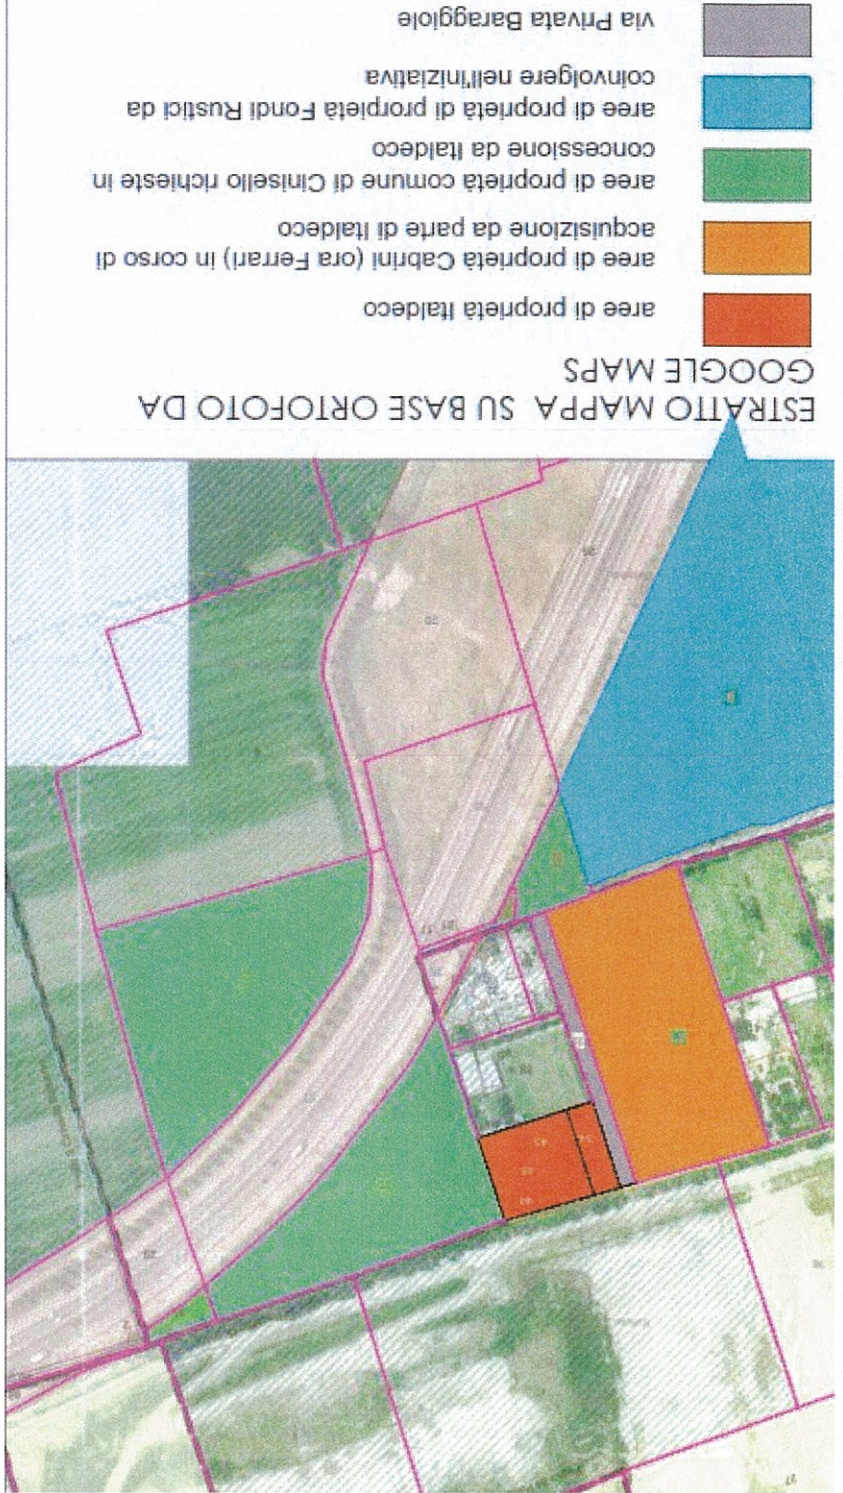 ESTRATTO MAPPA SU BASE ORTOFOTO DA
GOOGLE MAPS
aree di proprietà Italdeco
aree di proprietà Cabrini (ora Ferrari) in corso di
acquisizione da parte di Italdeco
aree di proprietà comune di Cinisello richieste in
concessione da Italdeco
aree di proprietà di prorpietà Fondi Rustici da
coinvolgere nell'iniziativa
via Privata Baraggiole